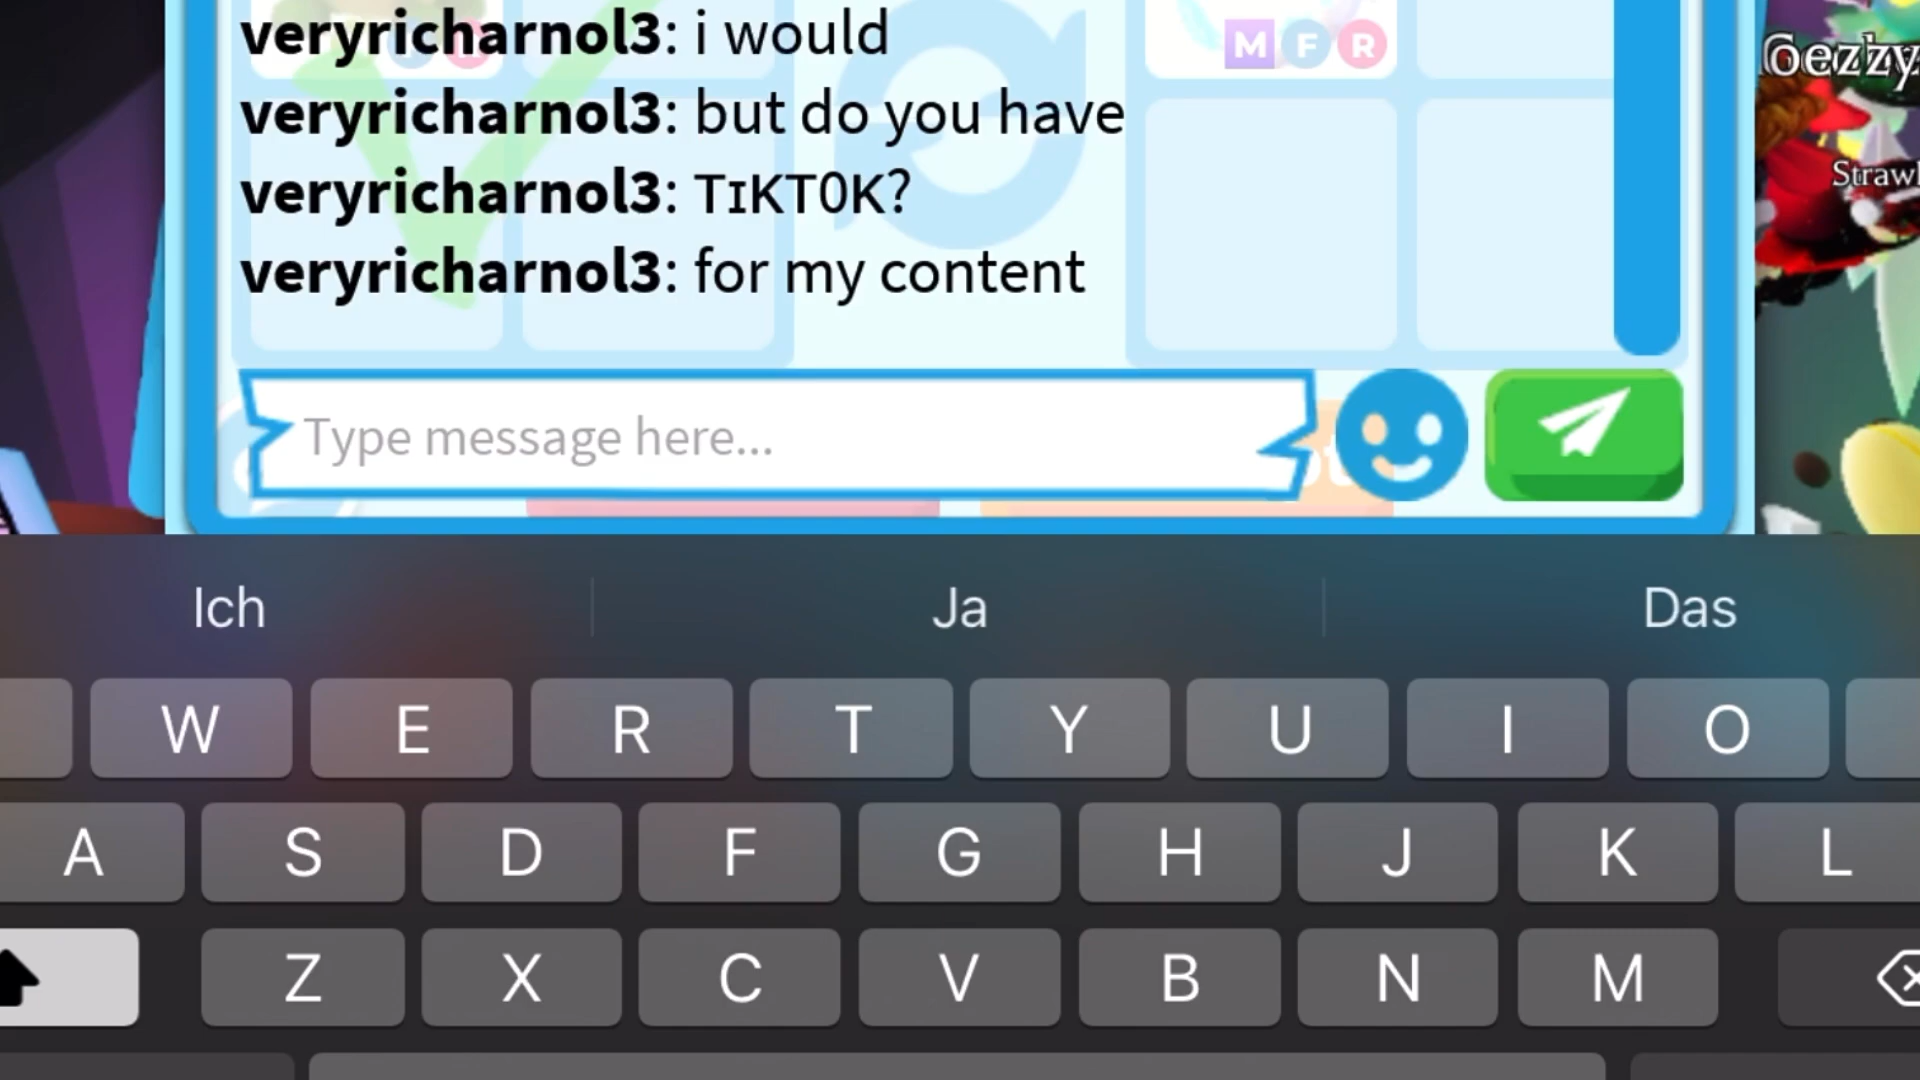 veryricharnol3: i would
M F R
veryricharnol3: but do you have
veryricharnol3: TɪKT0K?
veryricharnol3: for my content
Type message here...
Ich Ja Das
W E R T Y U I O
A S D F G H J K L
Z X C V B N M